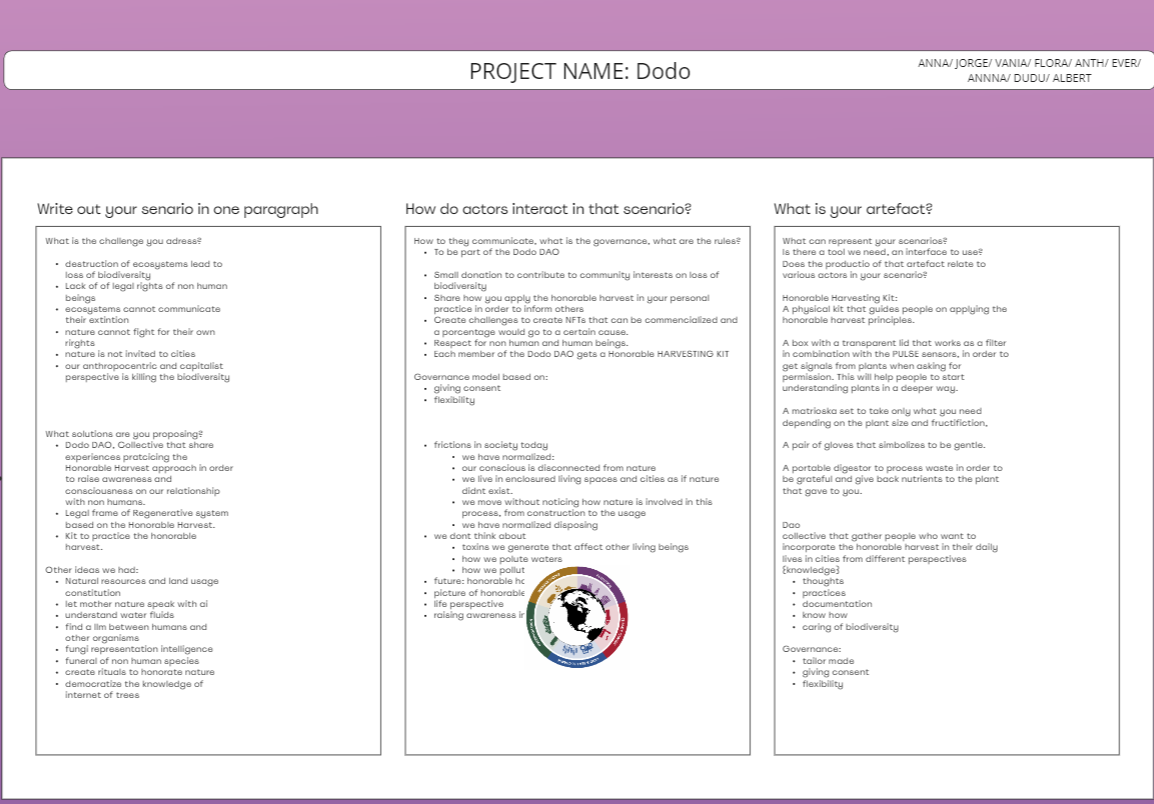 PROJECT NAME: Dodo
ANNA/ JORGE/ VANIA/ FLORA/ ANTH/ EVER/
ANNNA/ DUDU/ ALBERT
Write out your senario in one paragraph
What is the challenge you adress?
• destruction of ecosystems lead to
loss of biodiversity
• Lack of of legal rights of non human
beings
• ecosystems cannot communicate
their extintion
• nature cannot fight for their own
rirghts
• nature is not invited to cities
• our anthropocentric and capitalist
perspective is killing the biodiversity
What solutions are you proposing?
• Dodo DAO, Collective that share
experiences pratcicing the
Honorable Harvest approach in order
to raise awareness and
consciousness on our relationship
with non humans.
• Legal frame of Regenerative system
based on the Honorable Harvest.
• Kit to practice the honorable
harvest.
Other ideas we had:
• Natural resources and land usage
constitution
• let mother nature speak with ai
• understand water fluids
• find a llm between humans and
other organisms
• fungi representation intelligence
• funeral of non human species
• create rituals to honorate nature
• democratize the knowledge of
internet of trees
How do actors interact in that scenario?
How to they communicate, what is the governance, what are the rules?
• To be part of the Dodo DAO
• Small donation to contribute to community interests on loss of
biodiversity
• Share how you apply the honorable harvest in your personal
practice in order to inform others
• Create challenges to create NFTs that can be commencialized and
a porcentage would go to a certain cause.
• Respect for non human and human beings.
• Each member of the Dodo DAO gets a Honorable HARVESTING KIT
Governance model based on:
• giving consent
• flexibility
• frictions in society today
• we have normalized:
• our conscious is disconnected from nature
• we live in enclosured living spaces and cities as if nature
didnt exist.
• we move without noticing how nature is involved in this
process, from construction to the usage
• we have normalized disposing
• we dont think about
• toxins we generate that affect other living beings
• how we polute waters
• how we pollut
• future: honorable
• picture of honorable
• life perspective
• raising awareness
What is your artefact?
What can represent your scenarios?
Is there a tool we need, an interface to use?
Does the productio of that artefact relate to
various actors in your scenario?
Honorable Harvesting Kit:
A physical kit that guides people on applying the
honorable harvest principles.
A box with a transparent lid that works as a filter
in combination with the PULSE sensors, in order to
get signals from plants when asking for
permission. This will help people to start
understanding plants in a deeper way.
A matrioska set to take only what you need
depending on the plant size and fructifiction,
A pair of gloves that simbolizes to be gentle.
A portable digestor to process waste in order to
be grateful and give back nutrients to the plant
that gave to you.
Dao
collective that gather people who want to
incorporate the honorable harvest in their daily
lives in cities from different perspectives
[knowledge]
• thoughts
• practices
• documentation
• know how
• caring of biodiversity
Governance:
• tailor made
• giving consent
• flexibility